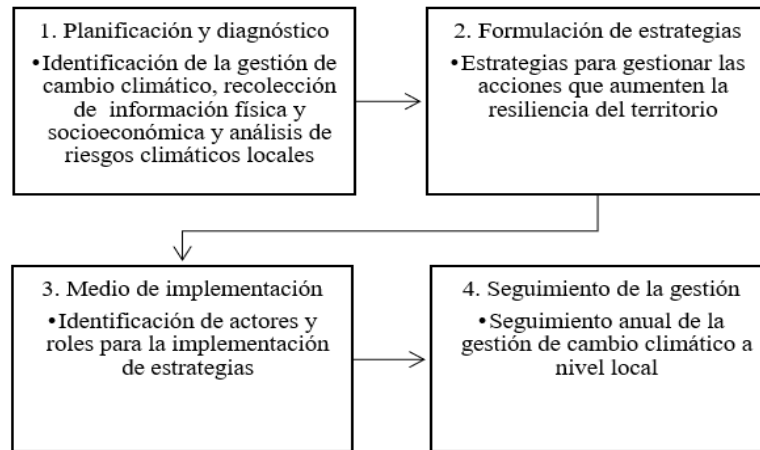 1. Planificación y diagnóstico
•Identificación de la gestión de
cambio climático, recolección
de información física y
socioeconómica y análisis de
riesgos climáticos locales
2. Formulación de estrategias
•Estrategias para gestionar las
acciones que aumenten la
resiliencia del territorio
3. Medio de implementación
•Identificación de actores y
roles para la implementación
de estrategias
4. Seguimiento de la gestión
•Seguimiento anual de la
gestión de cambio climático a
nivel local